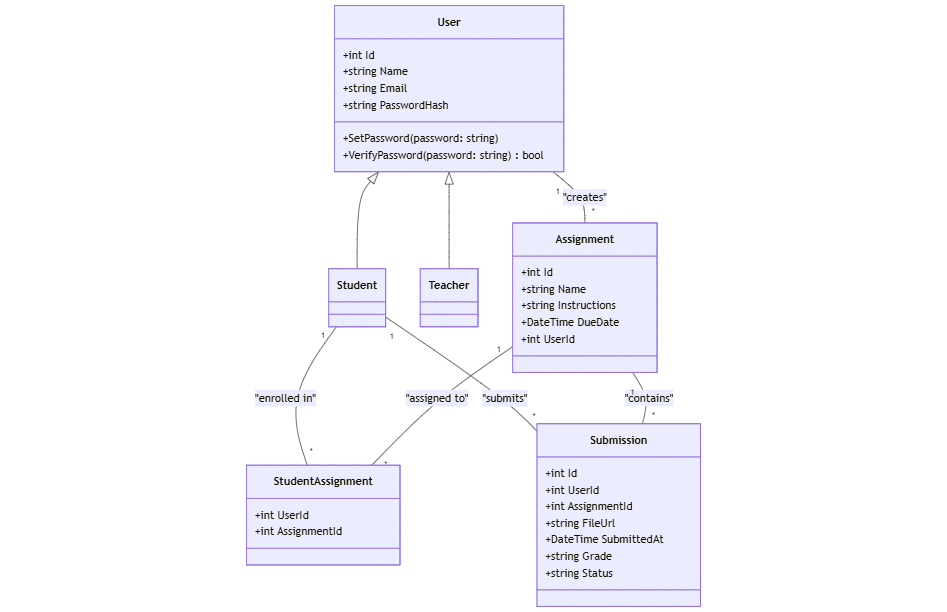 User
+int Id
+string Name
+string Email
+string PasswordHash
+SetPassword(password: string)
+VerifyPassword(password: string) : bool
1
"creates"
*
Assignment
+int Id
+string Name
+string Instructions
+DateTime DueDate
+int UserId
Student
Teacher
1
1
1
"enrolled in"
"assigned to"
"submits"
1
"contains"
*
*
*
*
StudentAssignment
+int UserId
+int AssignmentId
Submission
+int Id
+int UserId
+int AssignmentId
+string FileUrl
+DateTime SubmittedAt
+string Grade
+string Status